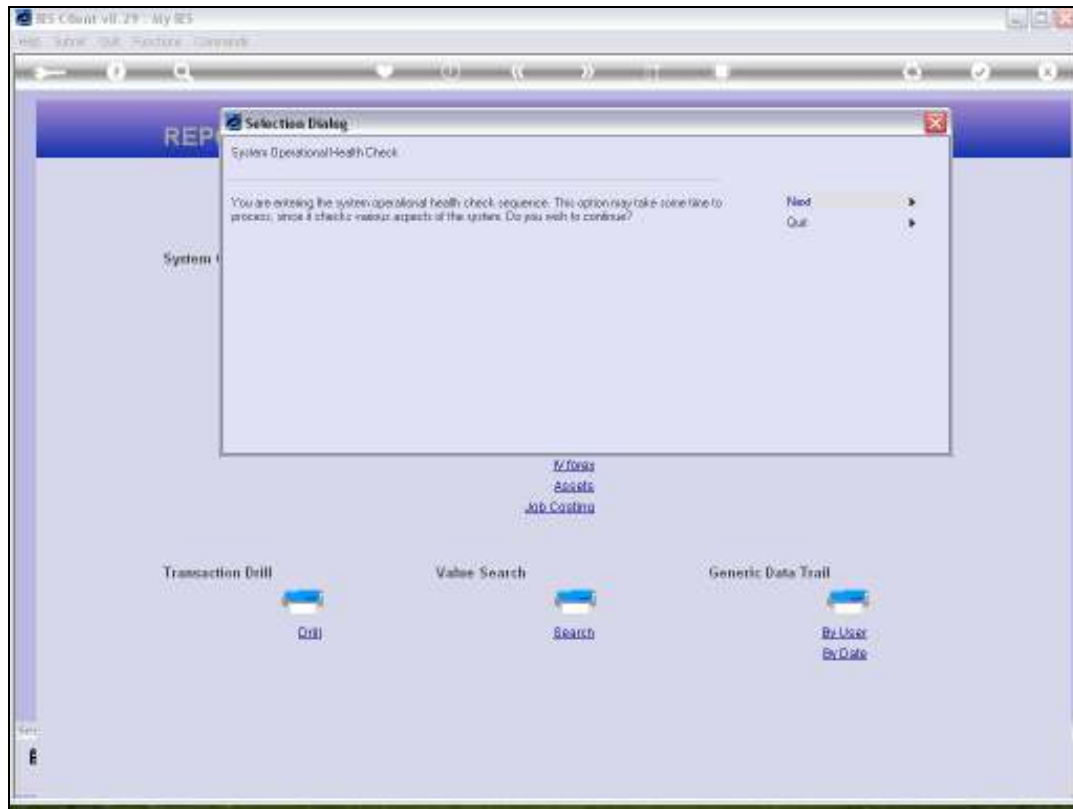 Selection Dialog
REP
System Operational Health Check
You are entering the system operational health check sequence. This option may take some time to
process, since it checks various aspects of the system. Do you wish to continue?
Next
Quit
System
Assets
Job Costing
Transaction Drill
Value Search
Generic Data Trail
Drill
Search
By User
By Date